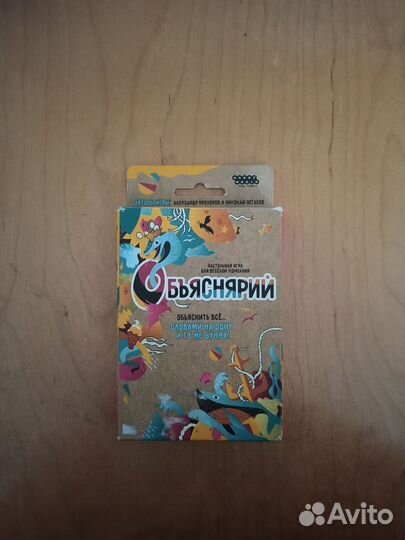 АВТОРЫ ИГРЫ: АЛЕКСАНДР ПРОХОРОВ И НИКОЛАЙ ПЕГАСОВ
НАСТОЛЬНАЯ ИГРА
ДЛЯ ВЕСЁЛОЙ КОМПАНИИ
ОБЪЯСНЯРИЙ
ОБЪЯСНИТЬ ВСЁ...
СЛОВАМИ НА ОДНУ
И ТУ ЖЕ БУКВУ!
Avito